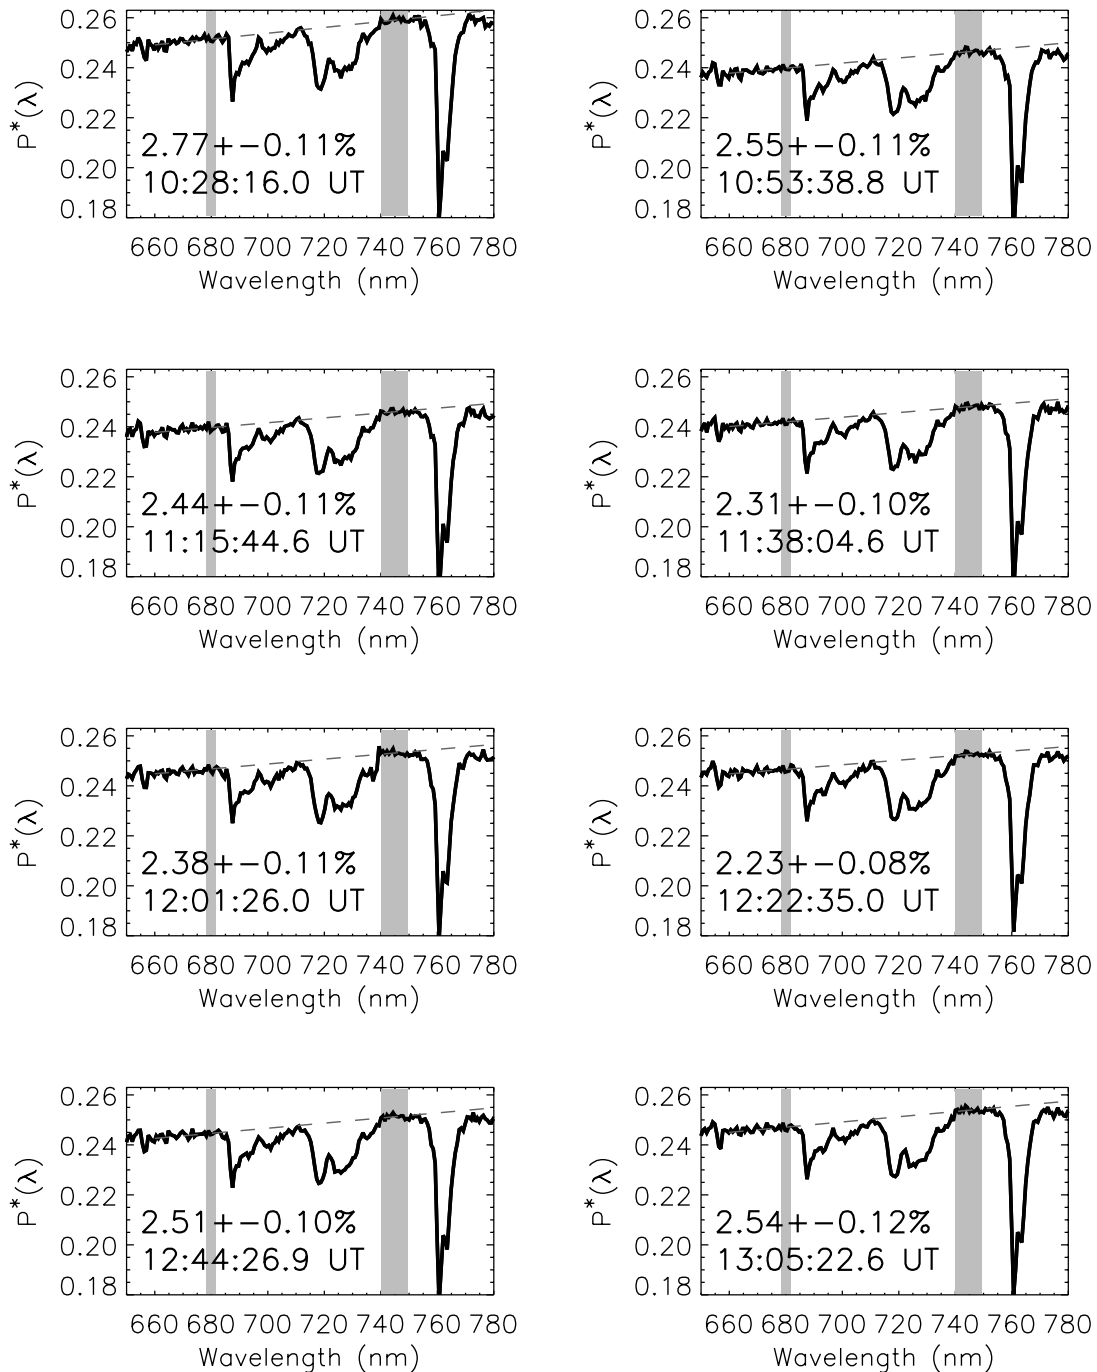 0.26
0.24
0.22
0.20
0.18
P*(λ)
2.77+−0.11%
10:28:16.0 UT
660 680 700 720 740 760 780
Wavelength (nm)
0.26
0.24
0.22
0.20
0.18
P*(λ)
2.55+−0.11%
10:53:38.8 UT
660 680 700 720 740 760 780
Wavelength (nm)
0.26
0.24
0.22
0.20
0.18
P*(λ)
2.44+−0.11%
11:15:44.6 UT
660 680 700 720 740 760 780
Wavelength (nm)
0.26
0.24
0.22
0.20
0.18
P*(λ)
2.31+−0.10%
11:38:04.6 UT
660 680 700 720 740 760 780
Wavelength (nm)
0.26
0.24
0.22
0.20
0.18
P*(λ)
2.38+−0.11%
12:01:26.0 UT
660 680 700 720 740 760 780
Wavelength (nm)
0.26
0.24
0.22
0.20
0.18
P*(λ)
2.23+−0.08%
12:22:35.0 UT
660 680 700 720 740 760 780
Wavelength (nm)
0.26
0.24
0.22
0.20
0.18
P*(λ)
2.51+−0.10%
12:44:26.9 UT
660 680 700 720 740 760 780
Wavelength (nm)
0.26
0.24
0.22
0.20
0.18
P*(λ)
2.54+−0.12%
13:05:22.6 UT
660 680 700 720 740 760 780
Wavelength (nm)